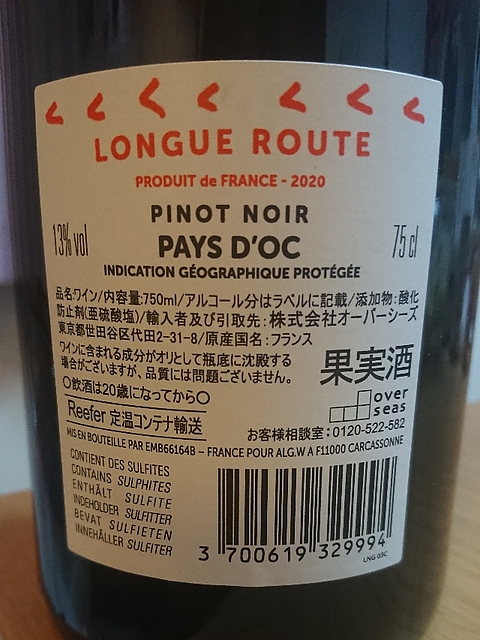 LONGUE ROUTE
PRODUIT de FRANCE - 2020
PINOT NOIR
13% vol
PAYS D'OC
75 cl
INDICATION GÉOGRAPHIQUE PROTÉGÉE
品名:ワイン/内容量:750ml/アルコール分はラベルに記載/添加物:酸化
防止剤(亜硫酸塩)/輸入者及び引取先:株式会社オーバーシーズ
東京都世田谷区代田2-31-8/原産国名:フランス
ワインに含まれる成分がオリとして瓶底に沈殿する
場合がございますが、品質には問題ございません。
果実酒
〇飲酒は20歳になってから〇
over
seas
Reefer 定温コンテナ輸送
お客様相談室:0120-522-582
MIS EN BOUTEILLE PAR EMB66164B – FRANCE POUR ALG.W A F11000 CARCASSONNE
CONTIENT DES SULFITES
CONTAINS SULPHITES
ENTHÄLT SULFITE
INDEHOLDER SULFITTER
BEVAT SULFIETEN
INNEHÅLLER SULFITER
3 700619 329994
LNG 03C